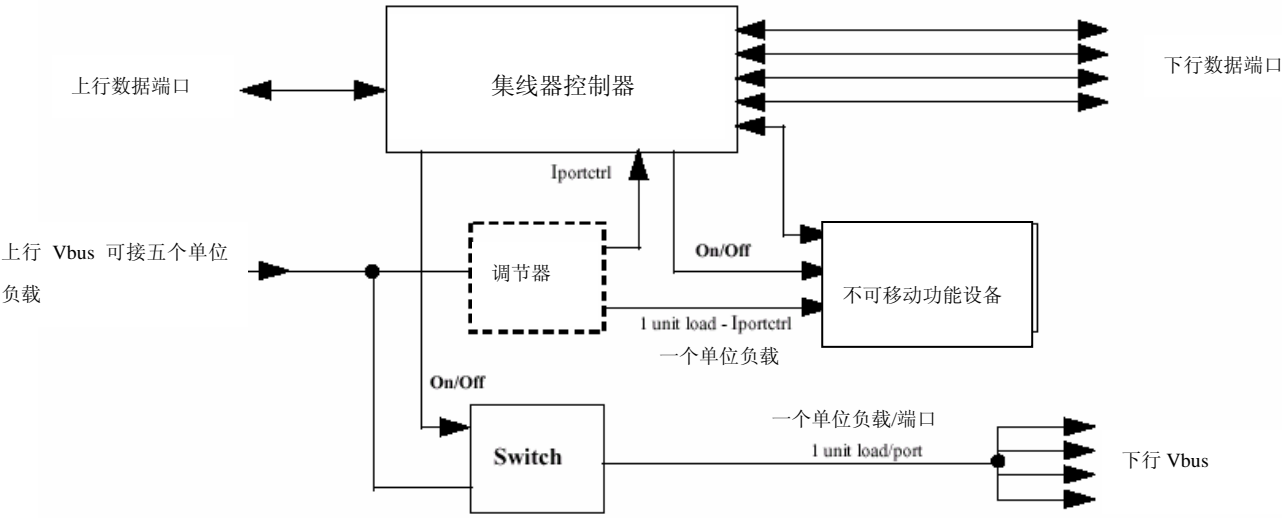 集线器控制器
下行数据端口
上行数据端口
Iportctrl
上行 Vbus 可接五个单位
负载
调节器
On/Off
不可移动功能设备
1 unit load - Iportctrl
一个单位负载
On/Off
Switch
一个单位负载/端口
1 unit load/port
下行 Vbus